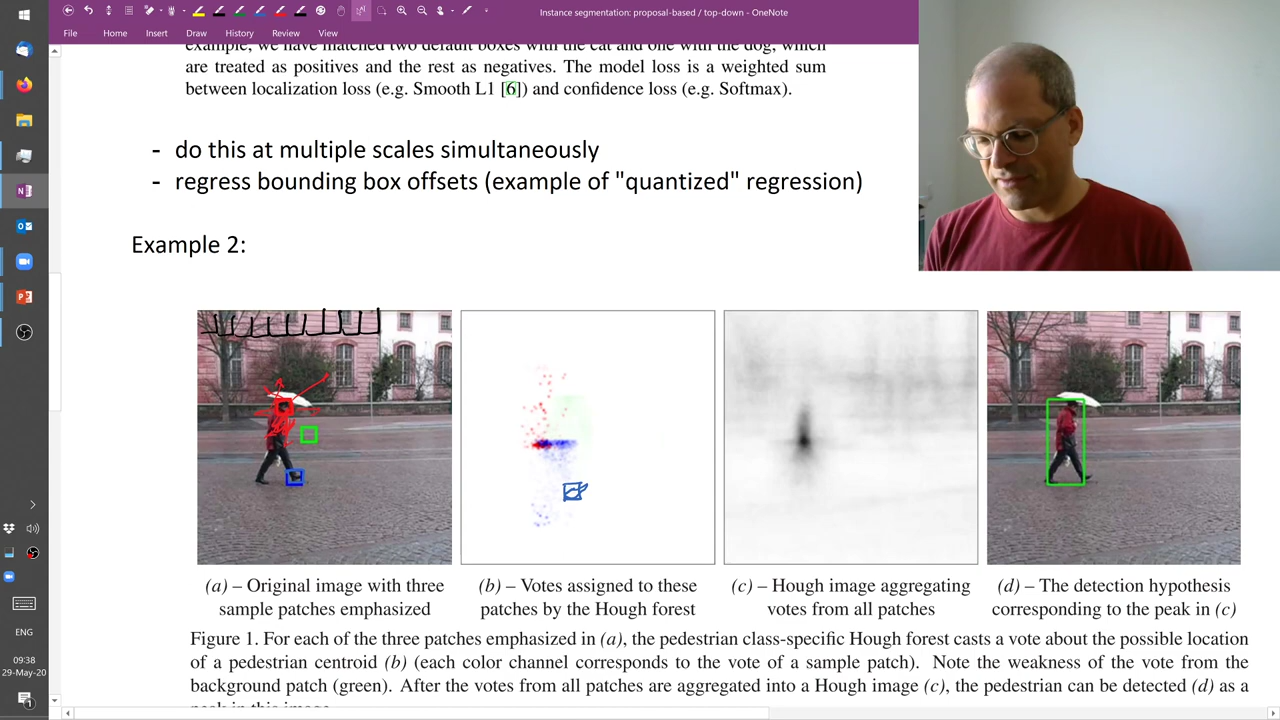 Instance segmentation: proposal-based / top-down - OneNote
File Home Insert Draw History Review View
example, we have matched two default boxes with the cat and one with the dog, which
are treated as positives and the rest as negatives. The model loss is a weighted sum
between localization loss (e.g. Smooth L1 [6]) and confidence loss (e.g. Softmax).
- do this at multiple scales simultaneously
- regress bounding box offsets (example of "quantized" regression)
Example 2:
(a) – Original image with three
sample patches emphasized
(b) – Votes assigned to these
patches by the Hough forest
(c) – Hough image aggregating
votes from all patches
(d) – The detection hypothesis
corresponding to the peak in (c)
Figure 1. For each of the three patches emphasized in (a), the pedestrian class-specific Hough forest casts a vote about the possible location
of a pedestrian centroid (b) (each color channel corresponds to the vote of a sample patch). Note the weakness of the vote from the
background patch (green). After the votes from all patches are aggregated into a Hough image (c), the pedestrian can be detected (d) as a
peak in this image.
ENG
09:38
29-May-20